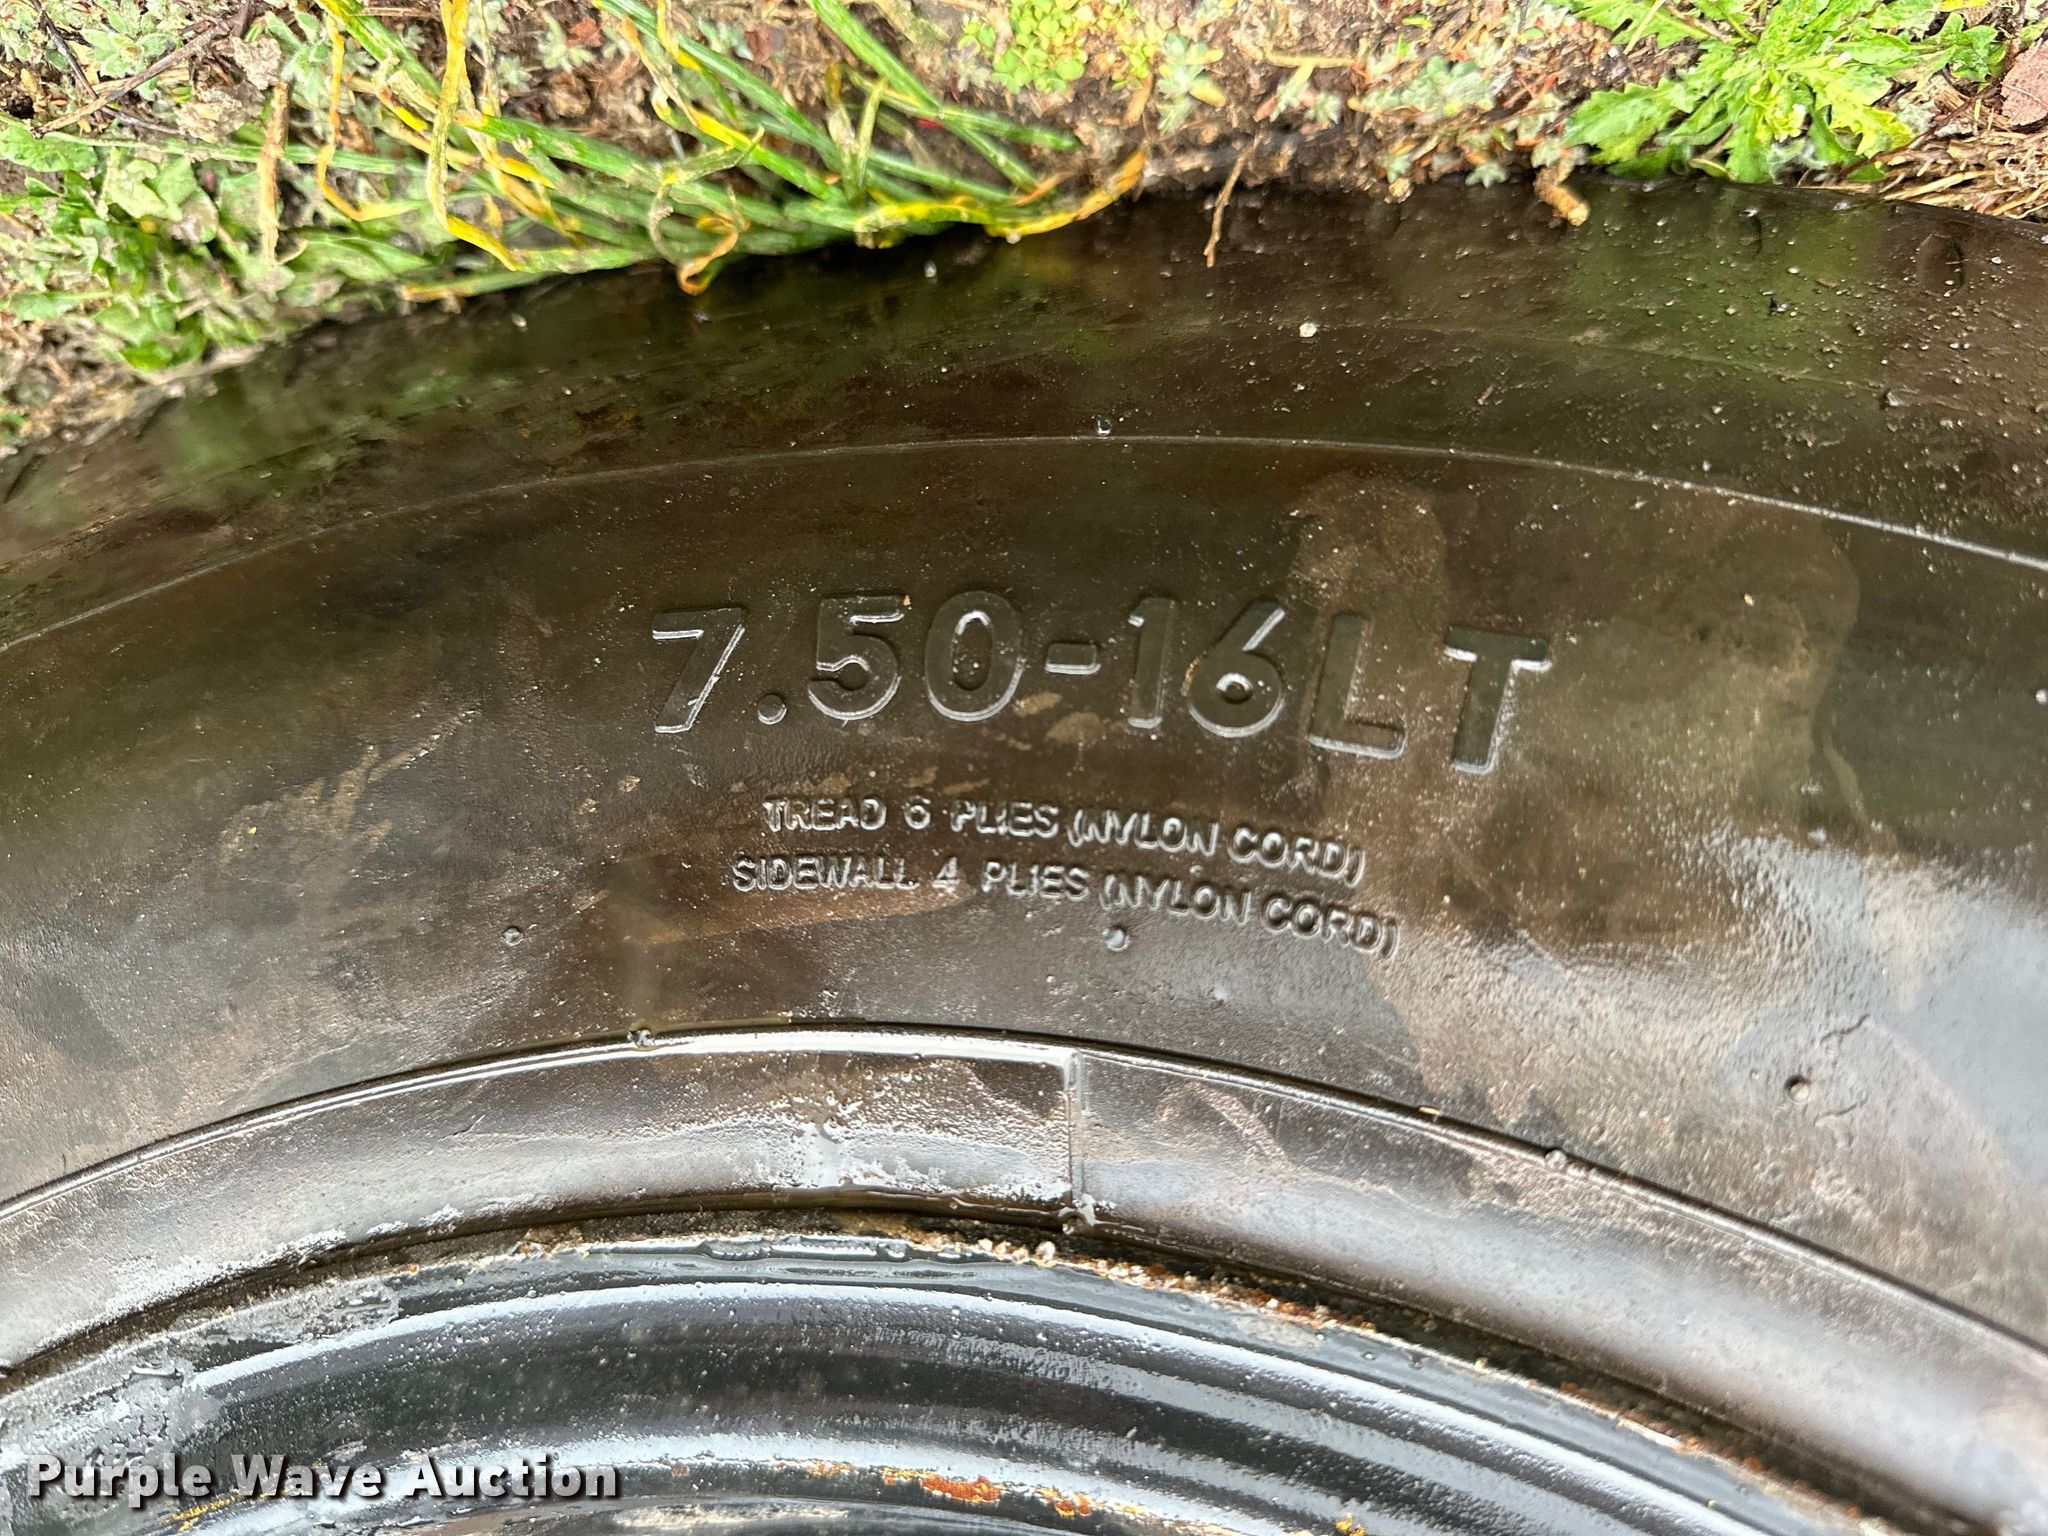 7.50-16LT
TREAD 6 PLIES (NYLON CORD)
SIDEWALL 4 PLIES (NYLON CORD)
Purple Wave Auction